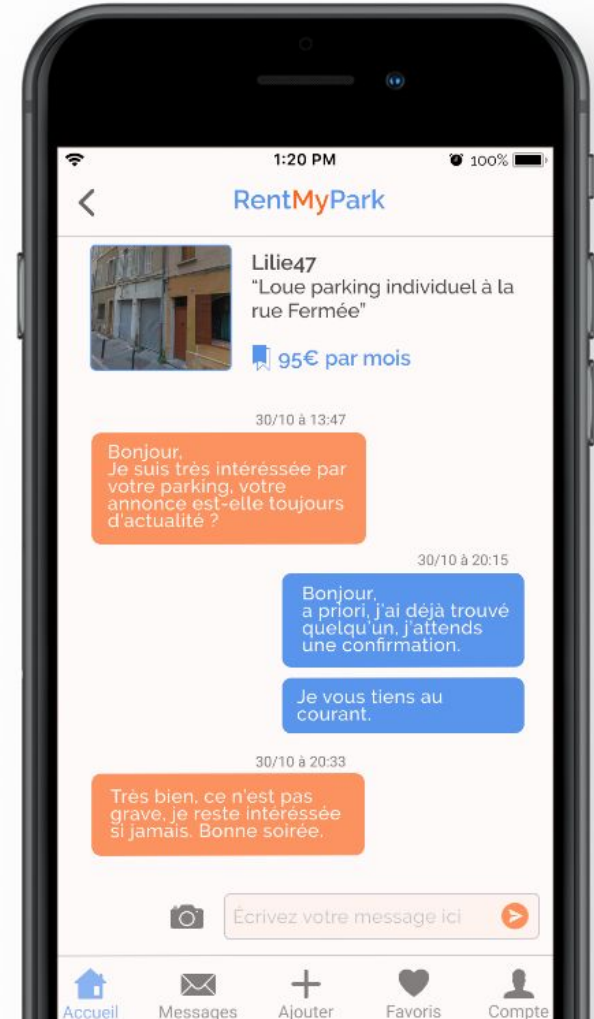 1:20 PM
100%
RentMyPark
Lilie47
“Loue parking individuel à la
rue Fermée”
95€ par mois
30/10 à 13:47
Bonjour,
Je suis très intéréssée par
votre parking, votre
annonce est-elle toujours
d'actualité ?
30/10 à 20:15
Bonjour,
a priori, j'ai déjà trouvé
quelqu'un, j'attends
une confirmation.
Je vous tiens au
courant.
30/10 à 20:33
Très bien, ce n'est pas
grave, je reste intéréssée
si jamais. Bonne soirée.
Écrivez votre message ici
Accueil Messages Ajouter Favoris Compte